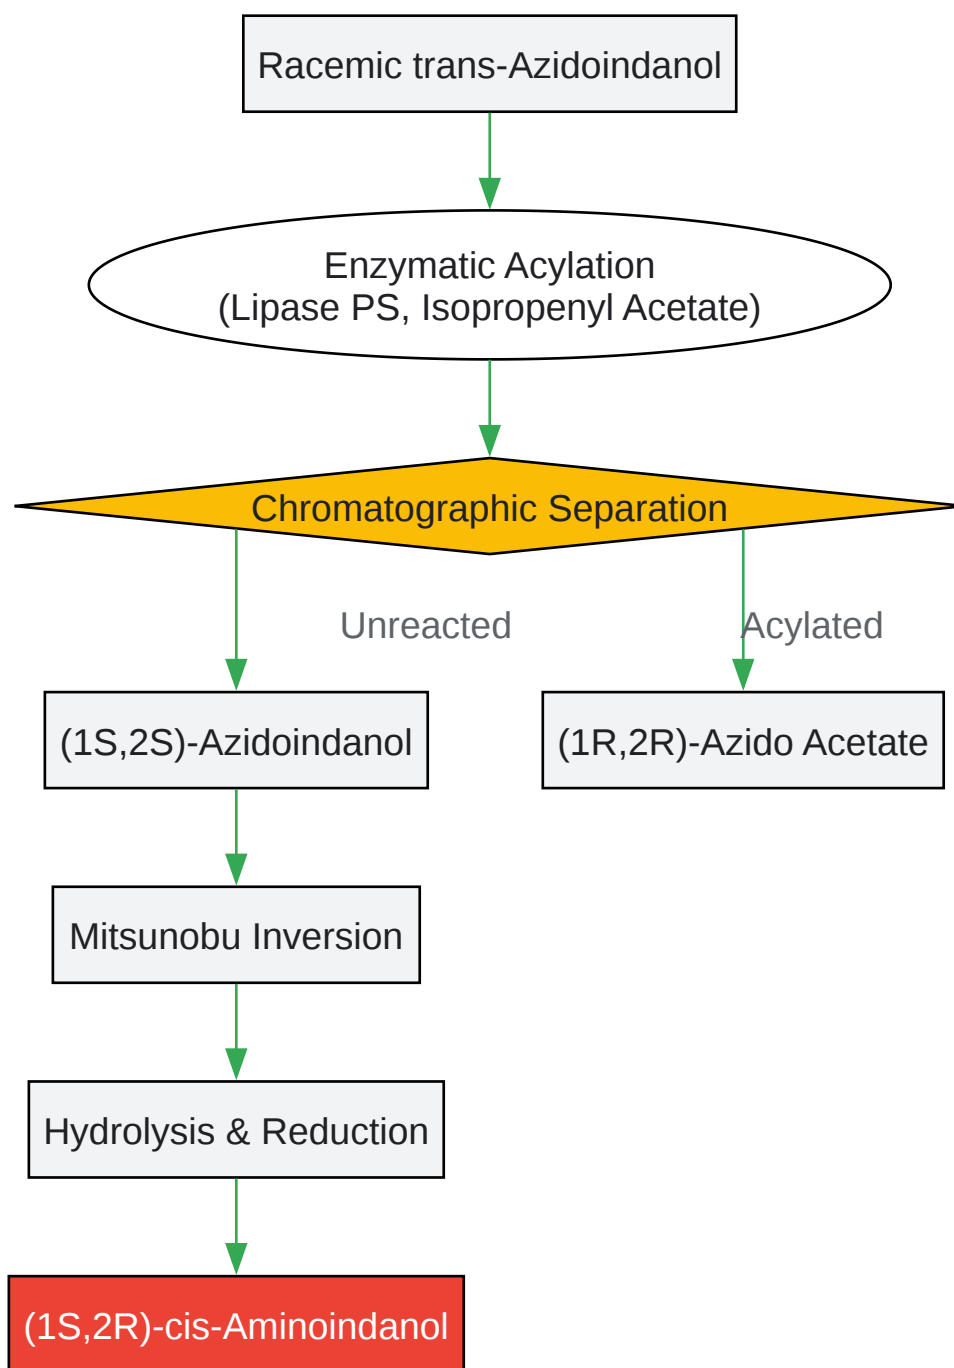 Racemic trans-Azidoindanol
Enzymatic Acylation
(Lipase PS, Isopropenyl Acetate)
Chromatographic Separation
Unreacted
Acylated
(1S,2S)-Azidoindanol
(1R,2R)-Azido Acetate
Mitsunobu Inversion
Hydrolysis & Reduction
(1S,2R)-cis-Aminoindanol